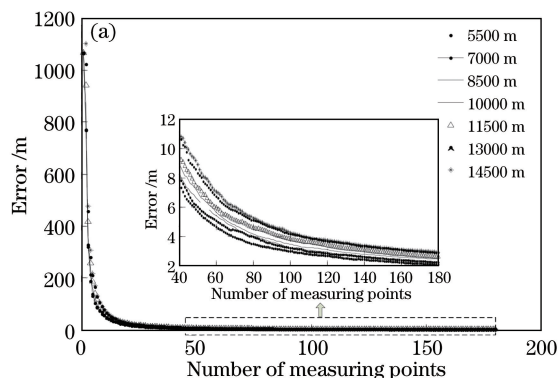 (a)
1200
1000
800
600
400
200
0
Error /m
0 50 100 150 200
Number of measuring points
5500 m
7000 m
8500 m
10000 m
11500 m
13000 m
14500 m
12
10
8
6
4
2
Error /m
40 60 80 100 120 140 160 180
Number of measuring points